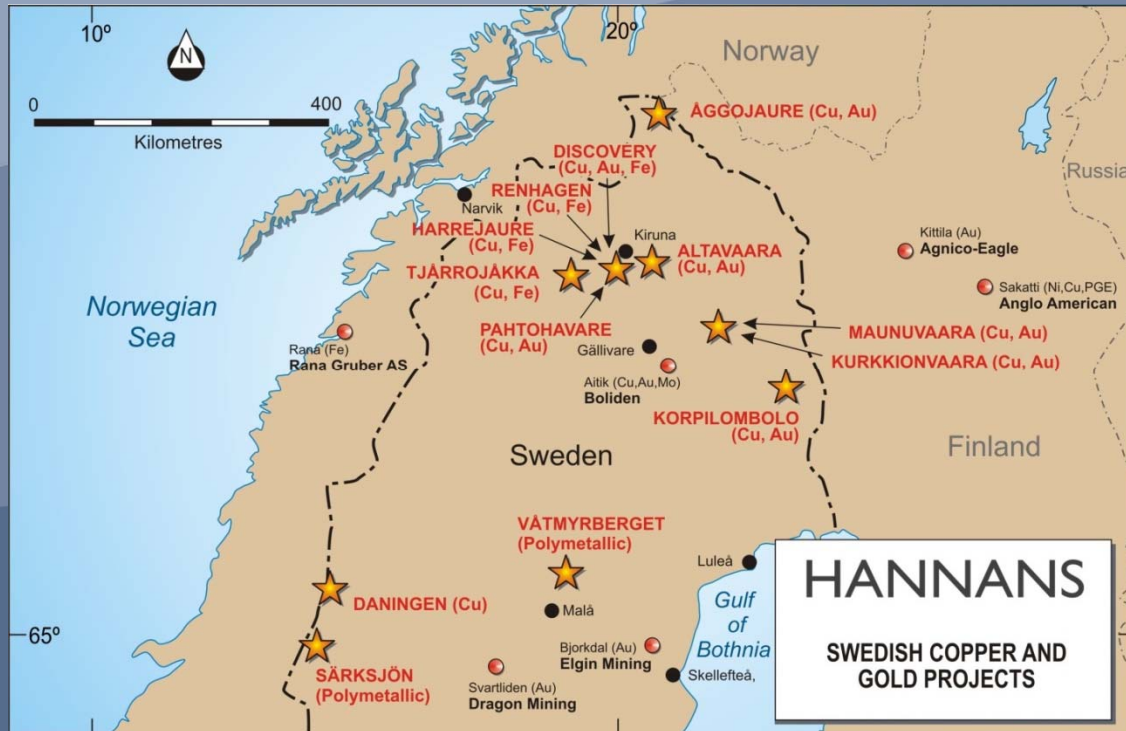 10º
20º
Norway
N
0
400
Kilometres
ÅGGOJAURE (Cu, Au)
DISCOVERY
(Cu, Au, Fe)
Russia
RENHAGEN
(Cu, Fe)
Narvik
HARREJAURE
(Cu, Fe)
Kiruna
Kittila (Au)
Agnico-Eagle
ALTAVAARA
(Cu, Au)
TJÅRROJÅKKA
(Cu, Fe)
Sakatti (Ni,Cu,PGE)
Anglo American
Norwegian
Sea
PAHTOHAVARE
(Cu, Au)
MAUNUVAARA (Cu, Au)
KURKKIONVAARA (Cu, Au)
Rana (Fe)
Rana Gruber AS
Gällivare
Aitik (Cu,Au,Mo)
Boliden
KORPILOMBOLO
(Cu, Au)
Sweden
Finland
VÅTMYRBERGET
(Polymetallic)
Luleå
DANINGEN (Cu)
Malå
Gulf
of
Bothnia
65º
Bjorkdal (Au)
Elgin Mining
SÄRKSJÖN
(Polymetallic)
Svartliden (Au)
Dragon Mining
Skellefteå,
HANNANS
SWEDISH COPPER AND
GOLD PROJECTS